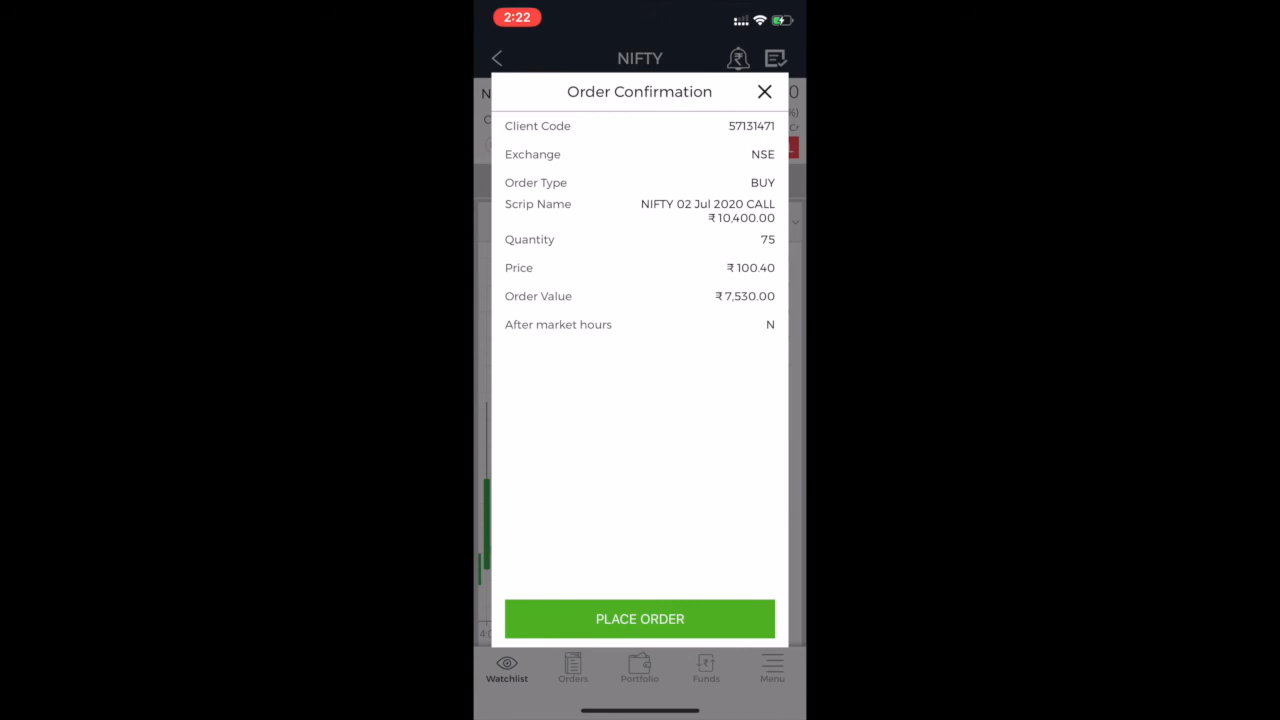 2:22
NIFTY
Order Confirmation
Client Code 57131471
Exchange NSE
Order Type BUY
Scrip Name NIFTY 02 Jul 2020 CALL
₹10,400.00
Quantity 75
Price ₹100.40
Order Value ₹7,530.00
After market hours N
PLACE ORDER
Watchlist Orders Portfolio Funds Menu